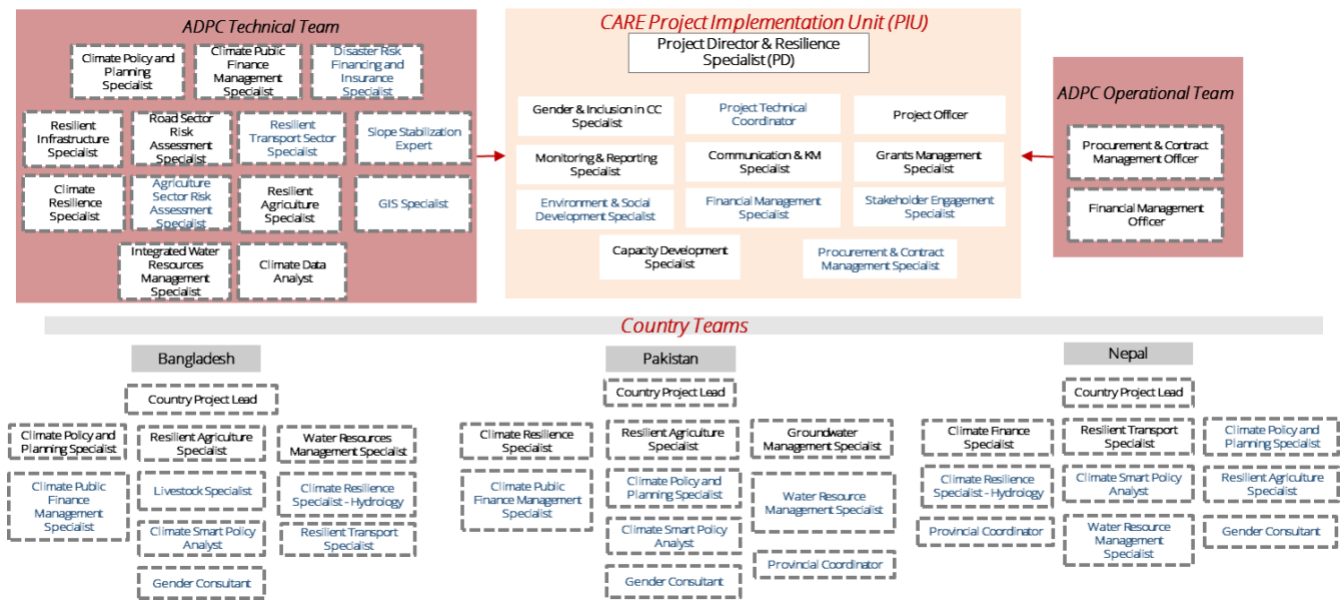 ADPC Technical Team
Climate Policy and
Planning
Specialist
Climate Public
Finance
Management
Specialist
Disaster Risk
Financing and
Insurance
Specialist
Resilient
Infrastructure
Specialist
Road Sector
Risk
Assessment
Specialist
Resilient
Transport Sector
Specialist
Slope Stabilization
Expert
Climate
Resilience
Specialist
Agriculture
Sector Risk
Assessment
Specialist
Resilient
Agriculture
Specialist
GIS Specialist
Integrated Water
Resources
Management
Specialist
Climate Data
Analyst
CARE Project Implementation Unit (PIU)
Project Director & Resilience
Specialist (PD)
Gender & Inclusion in CC
Specialist
Project Technical
Coordinator
Project Officer
Monitoring & Reporting
Specialist
Communication & KM
Specialist
Grants Management
Specialist
Environment & Social
Development Specialist
Financial Management
Specialist
Stakeholder Engagement
Specialist
Capacity Development
Specialist
Procurement & Contract
Management Specialist
ADPC Operational Team
Procurement & Contract
Management Officer
Financial Management
Officer
Country Teams
Bangladesh
Country Project Lead
Climate Policy and
Planning Specialist
Resilient Agriculture
Specialist
Water Resources
Management Specialist
Climate Public
Finance
Management
Specialist
Livestock Specialist
Climate Resilience
Specialist - Hydrology
Climate Smart Policy
Analyst
Resilient Transport
Specialist
Gender Consultant
Pakistan
Country Project Lead
Climate Resilience
Specialist
Resilient Agriculture
Specialist
Groundwater
Management Specialist
Climate Public
Finance Management
Specialist
Climate Policy and
Planning Specialist
Water Resource
Management Specialist
Climate Smart Policy
Analyst
Provincial Coordinator
Gender Consultant
Nepal
Country Project Lead
Climate Finance
Specialist
Resilient Transport
Specialist
Climate Policy and
Planning Specialist
Climate Resilience
Specialist - Hydrology
Climate Smart Policy
Analyst
Resilient Agriculture
Specialist
Provincial Coordinator
Water Resource
Management
Specialist
Gender Consultant